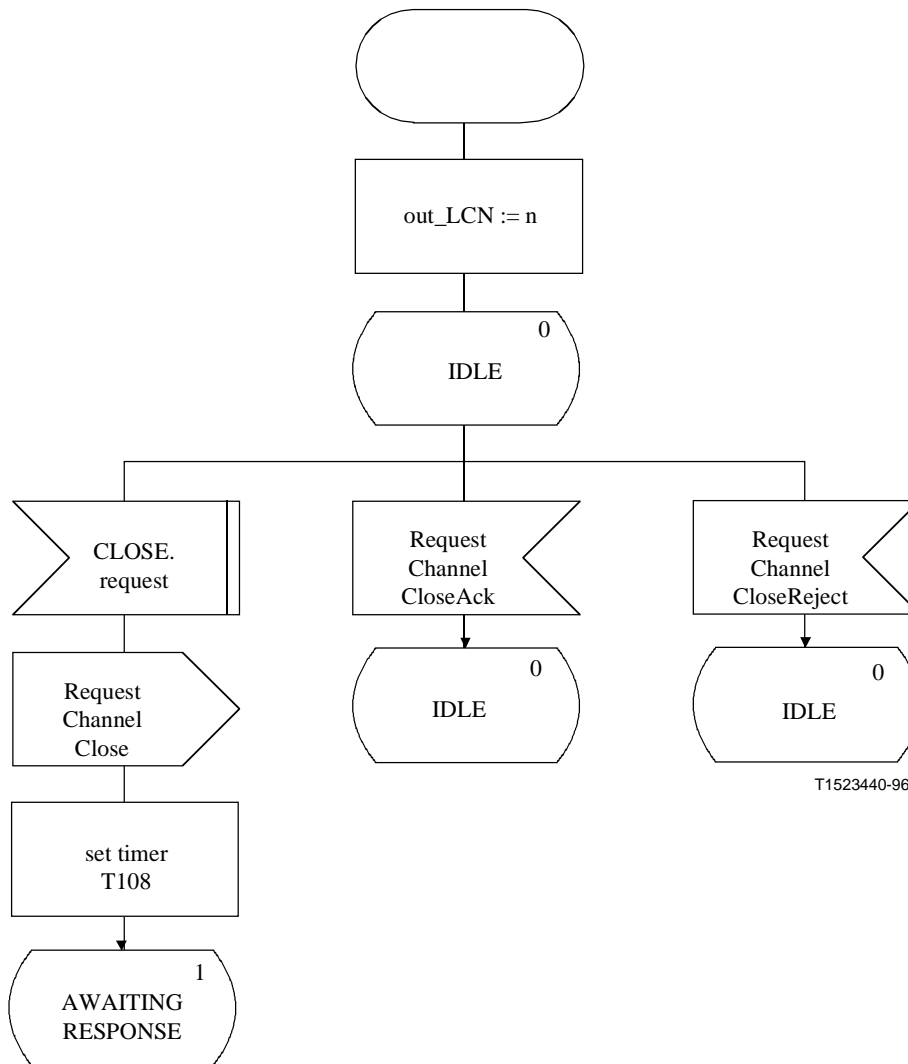 out_LCN := n
0
IDLE
CLOSE.
request
Request
Channel
CloseAck
Request
Channel
CloseReject
Request
Channel
Close
0
IDLE
0
IDLE
T1523440-96
set timer
T108
1
AWAITING
RESPONSE